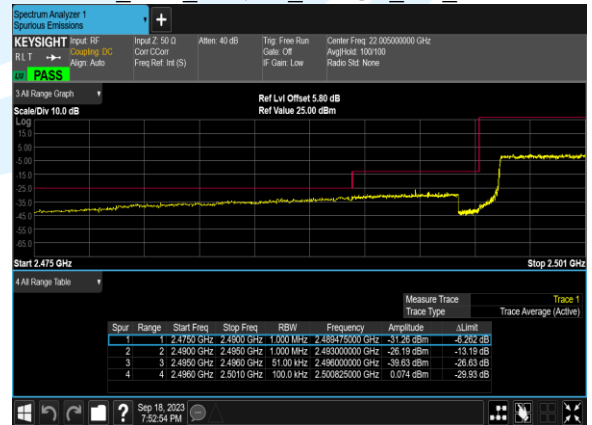 Spectrum Analyzer 1
Spurious Emissions
KEYSIGHT Input: RF Input Z: 50 Ω Atten: 40 dB Trig: Free Run Center Freq: 22.005000000 GHz
RLT Coupling: DC Corr CCorr Gate: Off Avg|Hold: 100/100
Align: Auto Freq Ref: Int (S) IF Gain: Low Radio Std: None
PASS
3 All Range Graph
Ref Lvl Offset 5.80 dB
Scale/Div 10.0 dB Ref Value 25.00 dBm
Log
15.0
5.00
-5.00
-15.0
-25.0
-35.0
-45.0
-55.0
-65.0
Start 2.475 GHz Stop 2.501 GHz
4 All Range Table
Measure Trace Trace 1
Trace Type Trace Average (Active)
Spur Range Start Freq Stop Freq RBW Frequency Amplitude ΔLimit
1 1 2.4750 GHz 2.4900 GHz 1.000 MHz 2.489475000 GHz -31.26 dBm -6.262 dB
2 2 2.4900 GHz 2.4950 GHz 1.000 MHz 2.493000000 GHz -26.19 dBm -13.19 dB
3 3 2.4950 GHz 2.4960 GHz 51.00 kHz 2.496000000 GHz -39.63 dBm -26.63 dB
4 4 2.4960 GHz 2.5010 GHz 100.0 kHz 2.500825000 GHz 0.074 dBm -29.93 dB
Sep 18, 2023
7:52:54 PM